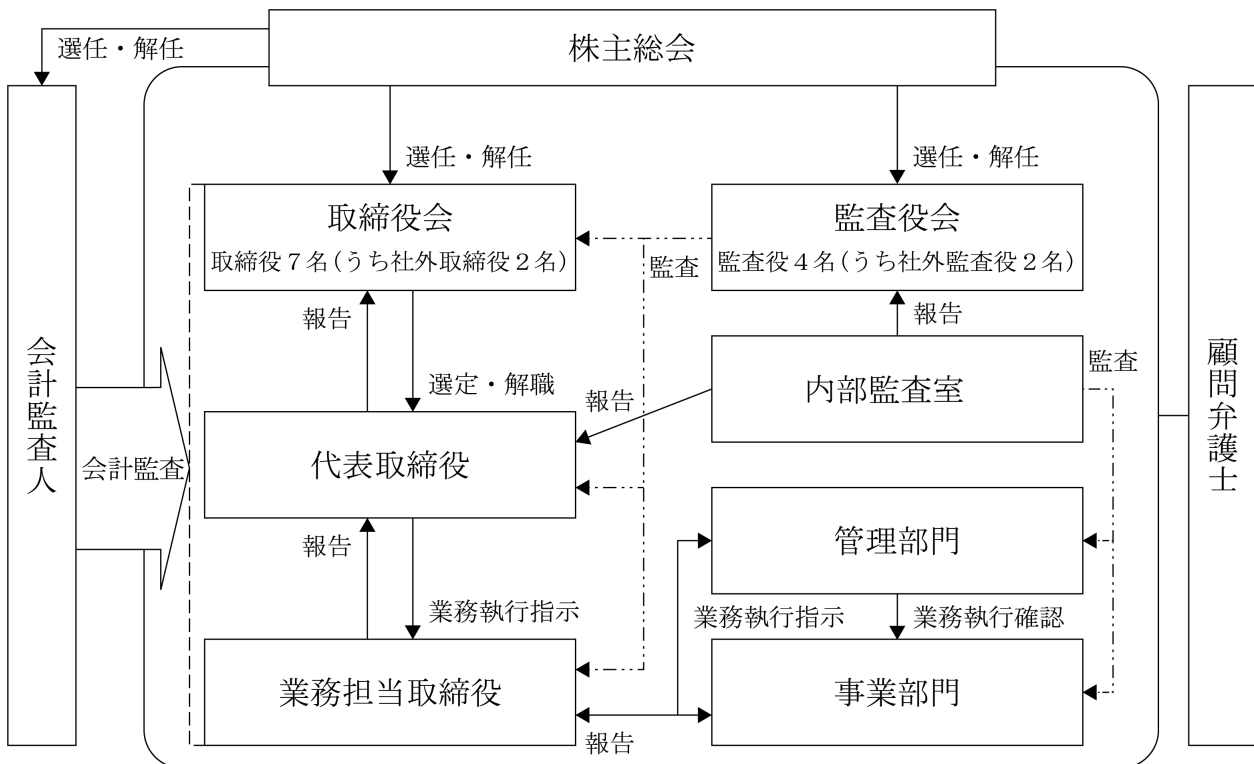 株主総会
選任・解任
選任・解任
選任・解任
取締役会
取締役7名(うち社外取締役2名)
監査役会
監査役4名(うち社外監査役2名)
監査
報告
選定・解職
報告
内部監査室
監査
報告
会計監査人
会計監査
顧問弁護士
代表取締役
報告
業務執行指示
管理部門
業務執行指示
業務執行確認
業務担当取締役
報告
事業部門